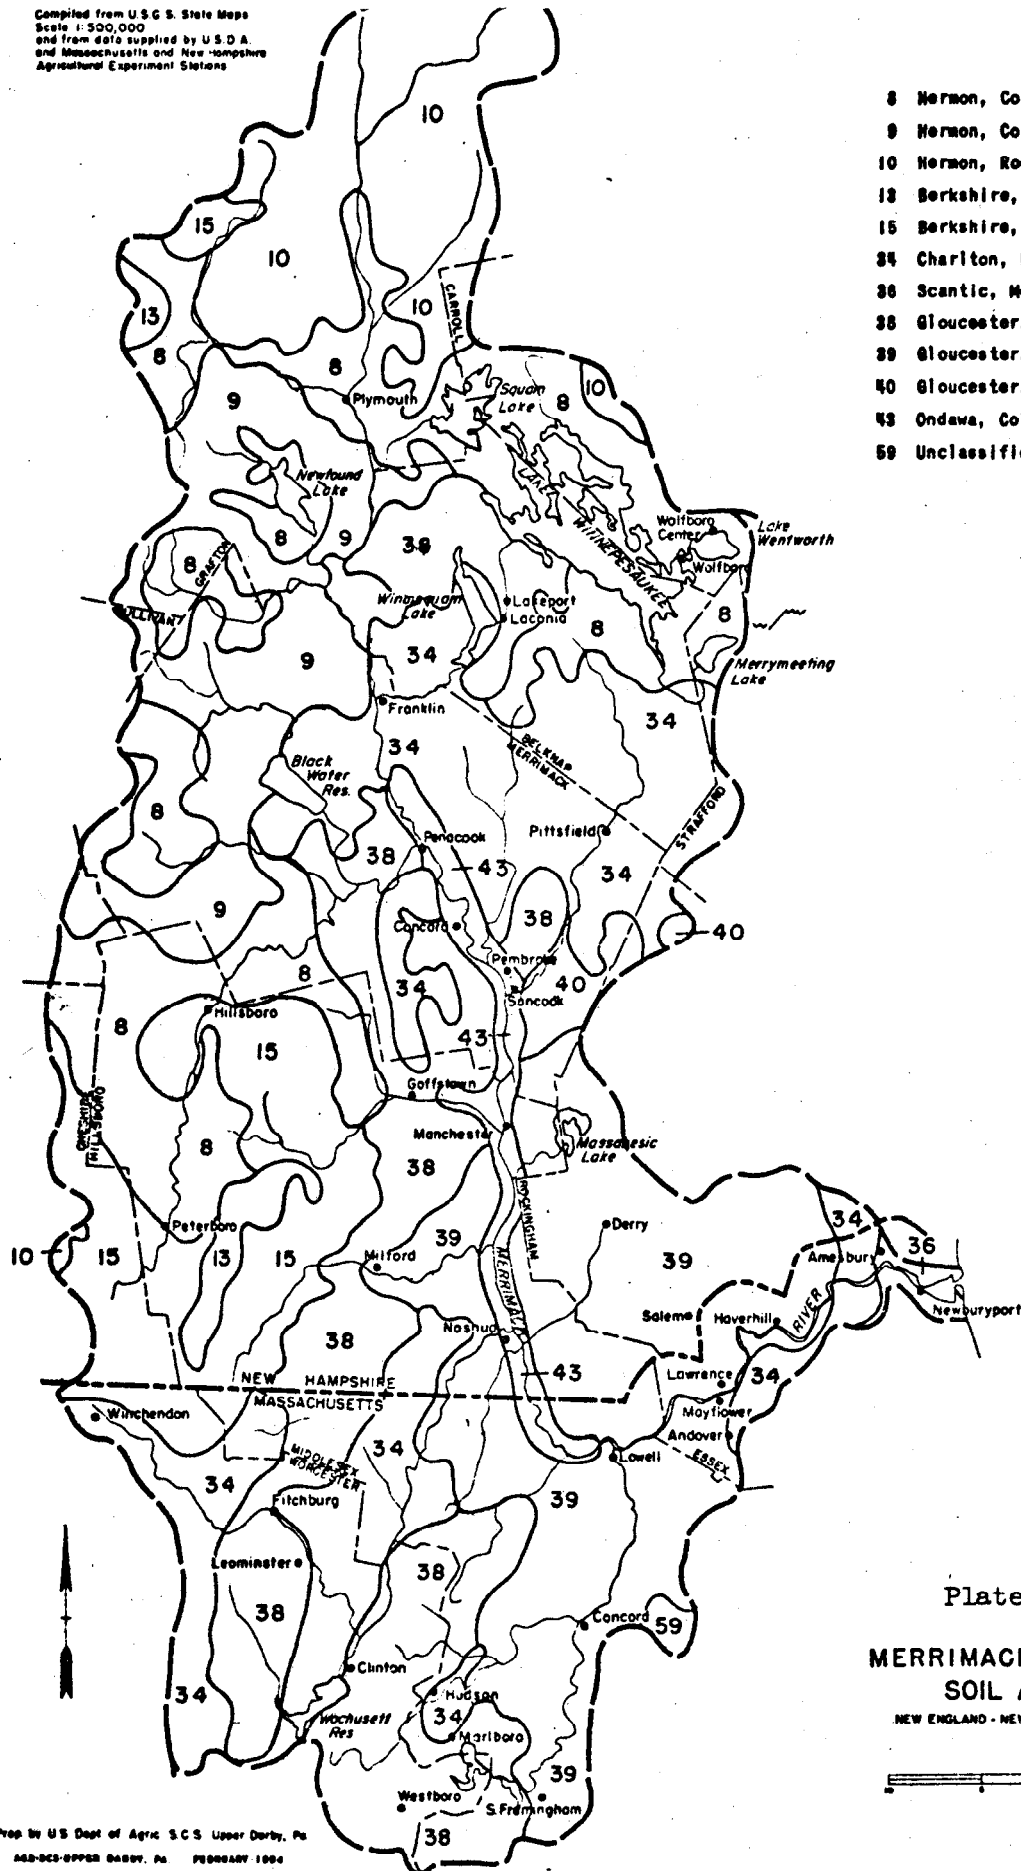 Compiled from U.S.G.S. State Maps
Scale 1:500,000
and from data supplied by U.S.D.A.
and Massachusetts and New Hampshire
Agricultural Experiment Stations
8 Hermon, Co
9 Hermon, Co
10 Hermon, Ro
13 Berkshire,
15 Berkshire,
34 Charlton,
36 Scantic, M
38 Gloucester
39 Gloucester
40 Gloucester
43 Ondawa, Co
59 Unclassifi
10
15
10
13
10
CARROLL
8
8
10
9
8
Plymouth
Squam
Lake
Newfound
Lake
LAKE
WINNEPESAUKEE
Wolfboro
Center
Lake
Wentworth
Wolfboro
8
9
38
8
GRAFTON
SULLIVAN
Winnisquam
Lake
Lakeport
Laconia
8
8
9
34
Merrymeeting
Lake
Franklin
34
34
BELKNAP
MERRIMACK
Black
Water
Res.
8
STRAFFORD
Pittsfield
Penacook
38
43
34
9
38
Concord
40
Pembroke
8
34
40
Suncook
8
Hillsboro
43
15
Goffstown
CHESHIRE
HILLSBORO
Manchester
Massabesic
Lake
8
38
ROCKINGHAM
Peterboro
Derry
34
36
10
15
13
15
39
Milford
39
Amesbury
MERRIMACK
RIVER
Newburyport
Salem
Haverhill
38
Nashua
43
Lawrence
34
NEW HAMPSHIRE
MASSACHUSETTS
Winchendon
Mayflower
Andover
34
MIDDLESEX
WORCESTER
Lowell
ESSEX
34
Fitchburg
39
Leominster
38
38
Concord
59
Plate
MERRIMAC
SOIL
NEW ENGLAND - NE
Clinton
34
Hudson
34
Wachusett
Res
Marlboro
39
Westboro
S. Framingham
38
Prep by U.S. Dept of Agric S.C.S. Upper Darby, Pa
AGR-SCS-UPPER DARBY, PA. FEBRUARY 1954